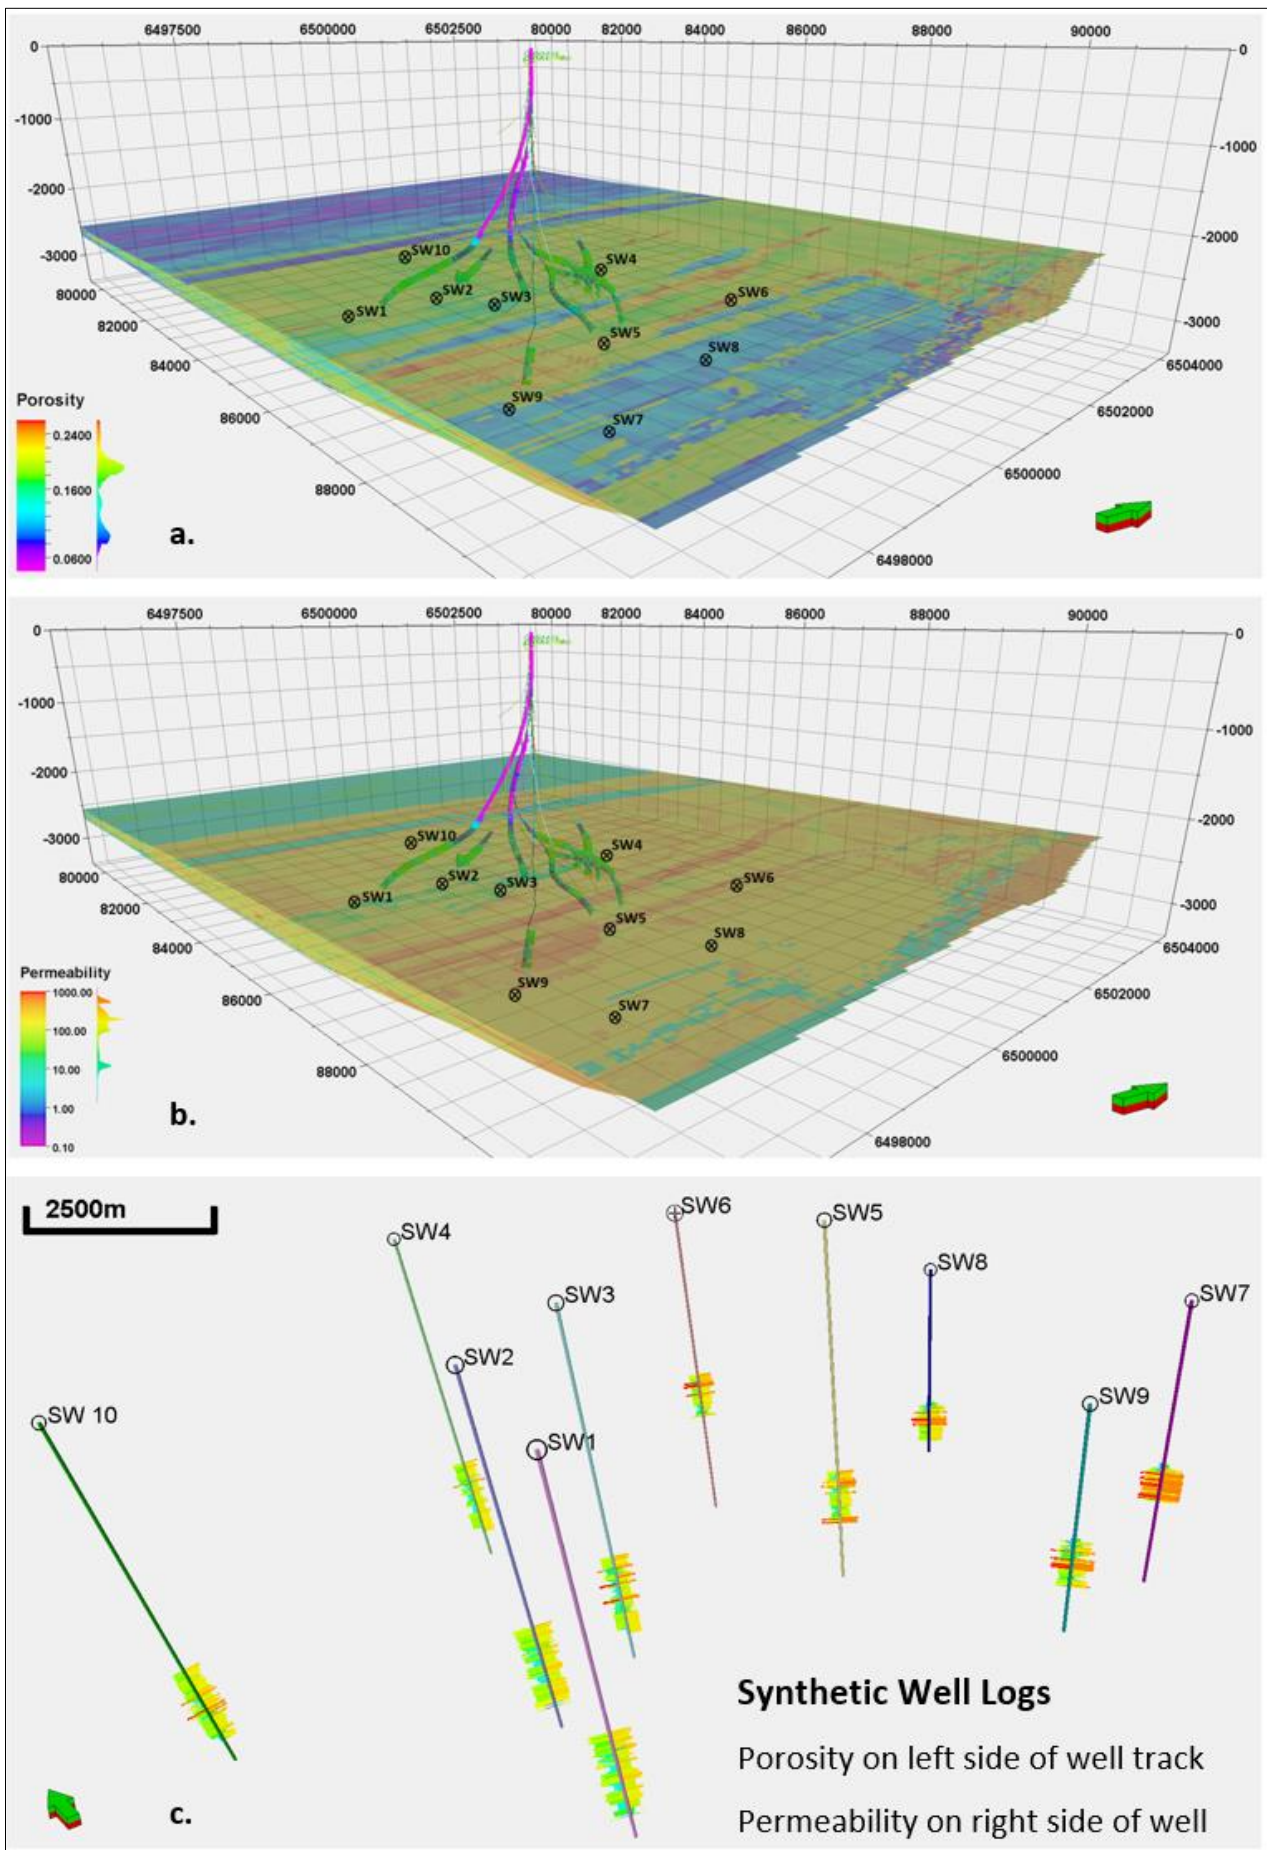 6497500 6500000 6502500 80000 82000 84000 86000 88000 90000
0 0
-1000 -1000
-2000 -2000
-3000 -3000
SW10 SW4
SW2 SW3 SW6
SW1 SW5
SW8
SW9
SW7
80000
82000
84000
86000
88000
6504000
6502000
6500000
6498000
Porosity
0.2400
0.1600
0.0600
a.
6497500 6500000 6502500 80000 82000 84000 86000 88000 90000
0 0
-1000 -1000
-2000 -2000
-3000 -3000
SW10 SW4
SW2 SW3 SW6
SW1 SW5
SW8
SW9
SW7
80000
82000
84000
86000
88000
6504000
6502000
6500000
6498000
Permeability
1000.00
100.00
10.00
1.00
0.10
b.
2500m
SW6 SW5
SW4
SW8
SW3 SW7
SW2
SW9
SW 10
SW1
Synthetic Well Logs
Porosity on left side of well track
Permeability on right side of well
c.